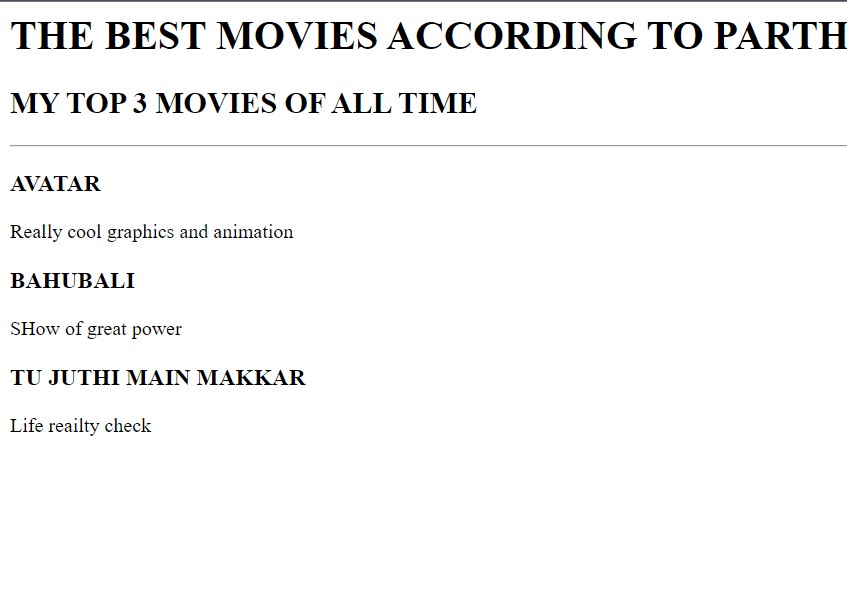 THE BEST MOVIES ACCORDING TO PARTH
MY TOP 3 MOVIES OF ALL TIME
AVATAR
Really cool graphics and animation
BAHUBALI
SHow of great power
TU JUTHI MAIN MAKKAR
Life reailty check